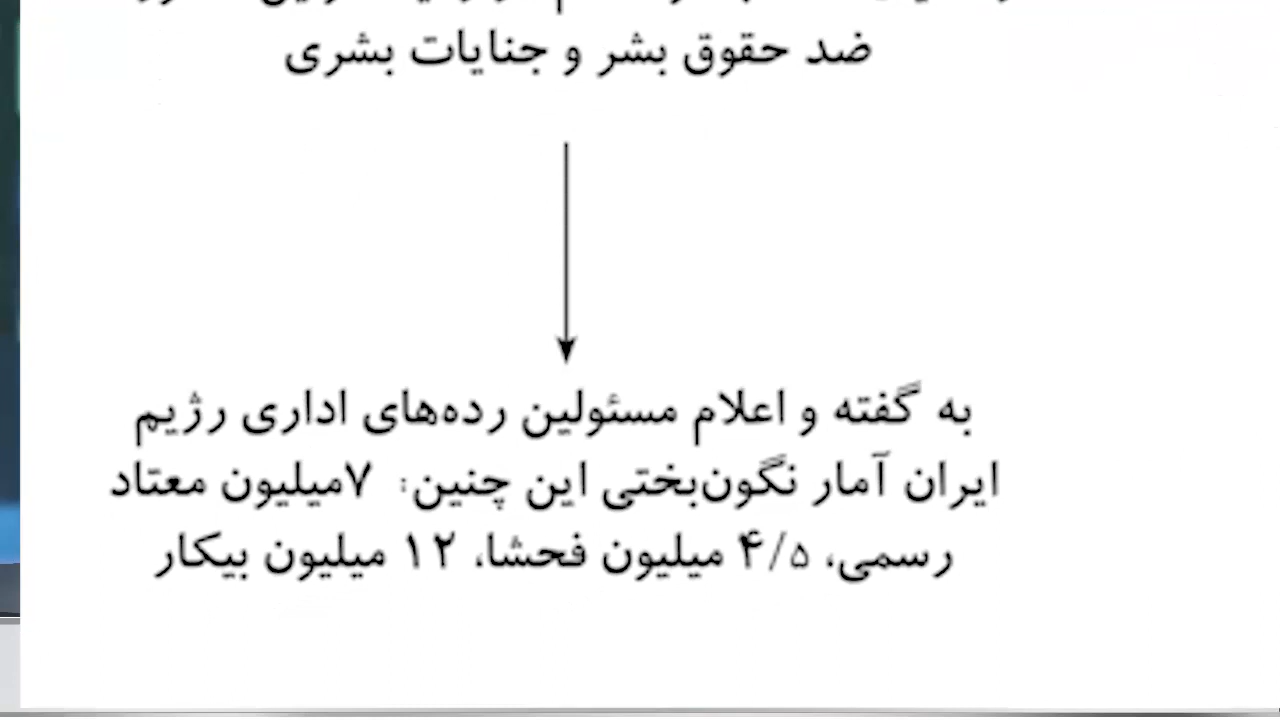 ضد حقوق بشر و جنایات بشری
به گفته و اعلام مسئولین رده‌های اداری رژیم
ایران آمار نگون‌بختی این چنین: ۷میلیون معتاد
رسمی، ۴/۵ میلیون فحشا، ۱۲ میلیون بیکار